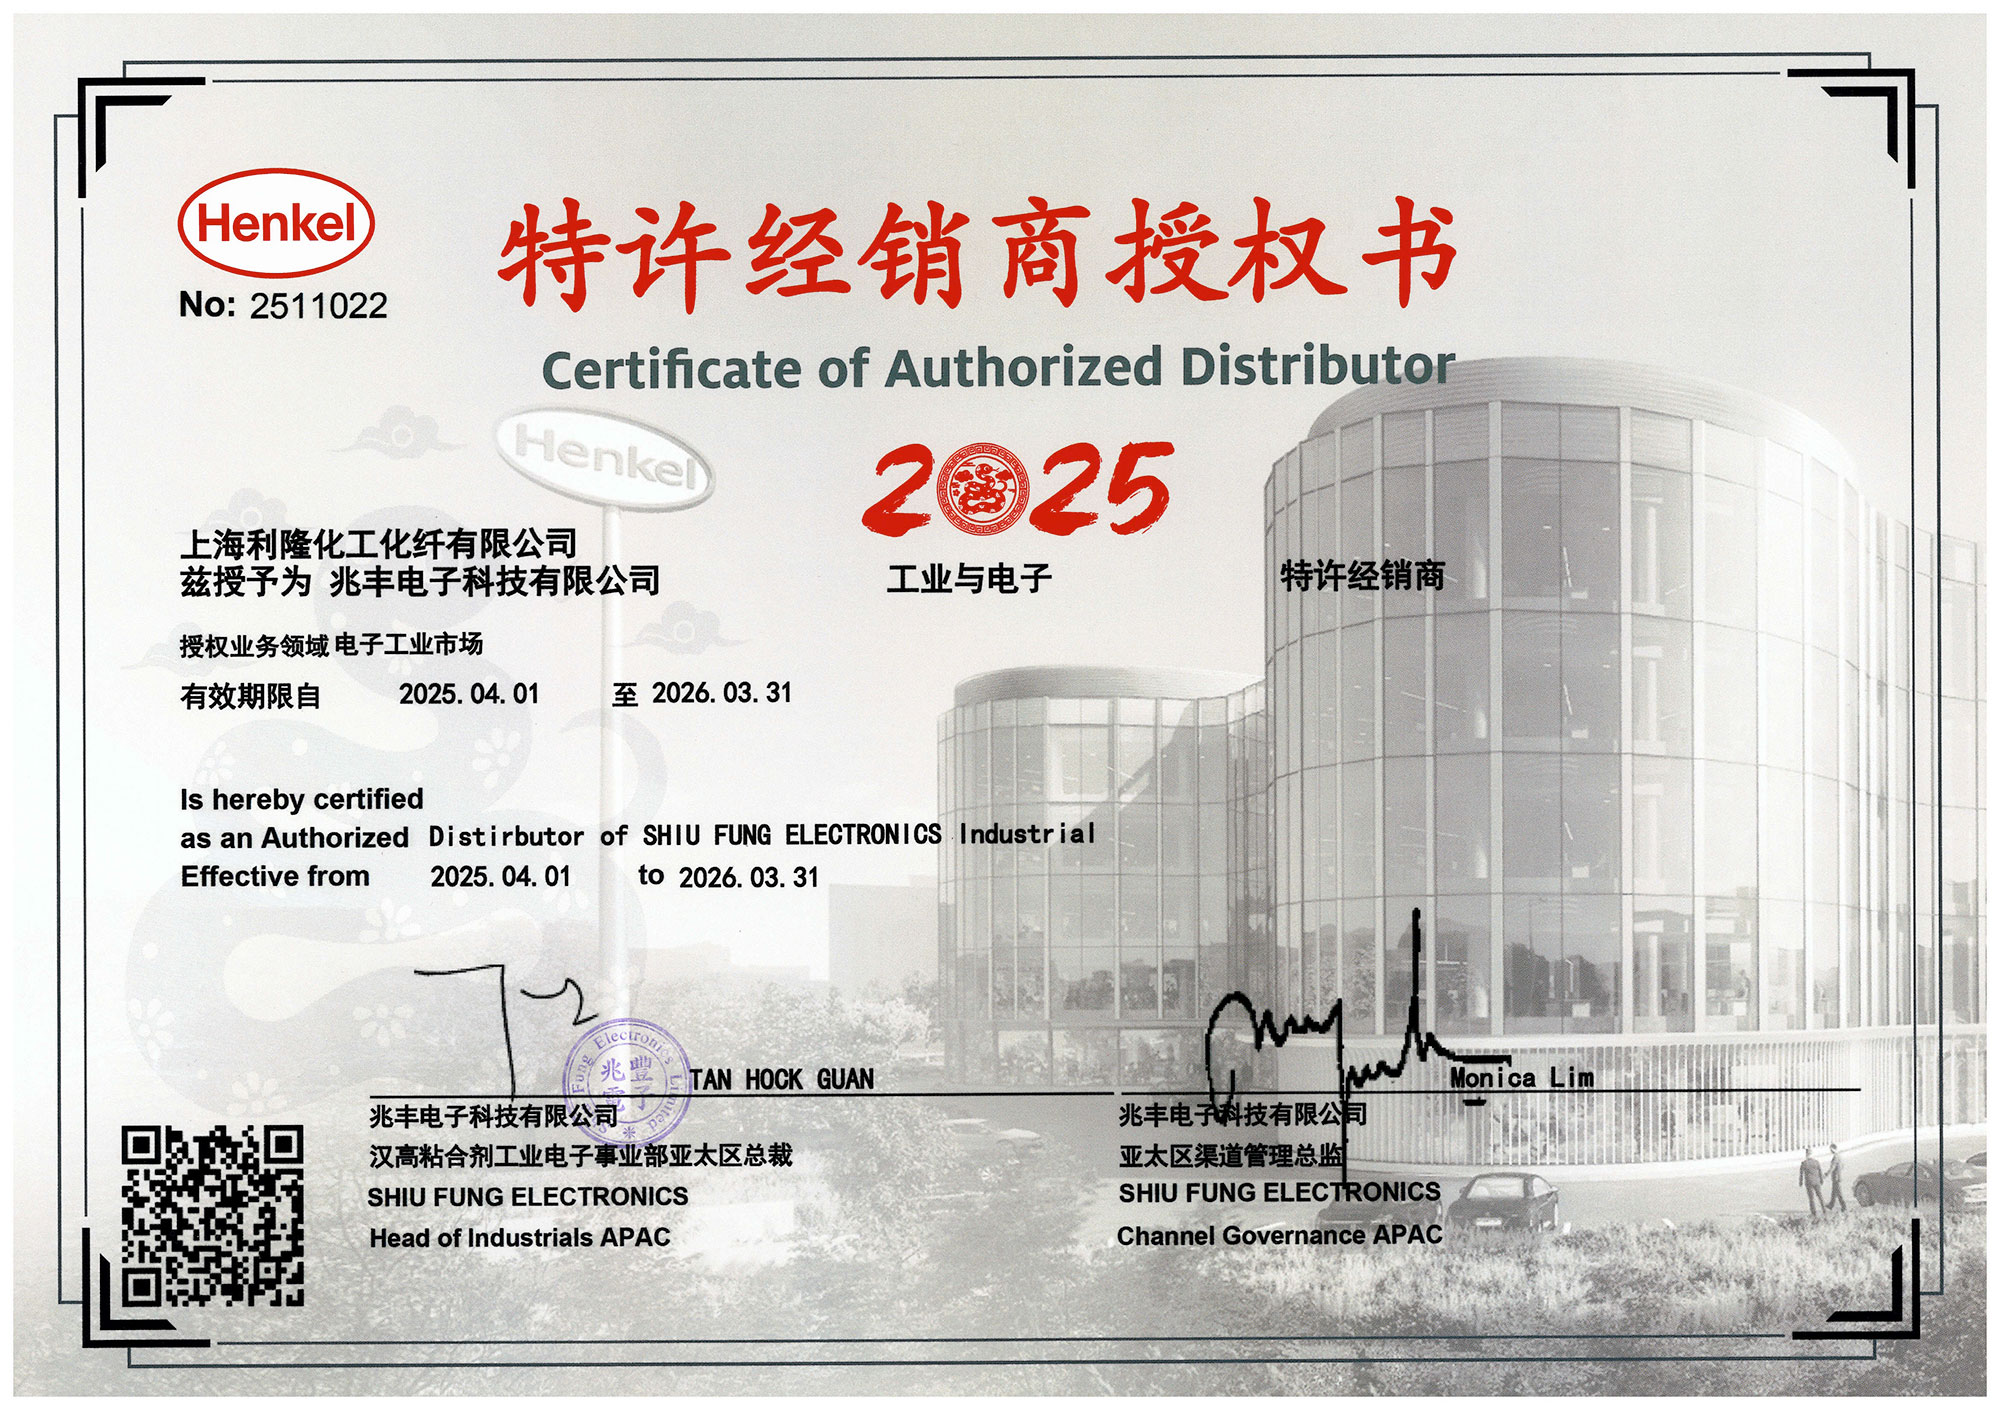 Henkel
No: 2511022
特许经销商授权书
Certificate of Authorized Distributor
Henkel
2025
上海利隆化工化纤有限公司
兹授予为 兆丰电子科技有限公司 工业与电子 特许经销商
授权业务领域 电子工业市场
有效期限自 2025.04.01 至 2026.03.31
Is hereby certified
as an Authorized Distirbutor of SHIU FUNG ELECTRONICS Industrial
Effective from 2025.04.01 to 2026.03.31
TAN HOCK GUAN
兆丰电子科技有限公司
汉高粘合剂工业电子事业部亚太区总裁
SHIU FUNG ELECTRONICS
Head of Industrials APAC
Shiu Fung Electronics Limited
兆豐電子
Monica Lim
兆丰电子科技有限公司
亚太区渠道管理总监
SHIU FUNG ELECTRONICS
Channel Governance APAC